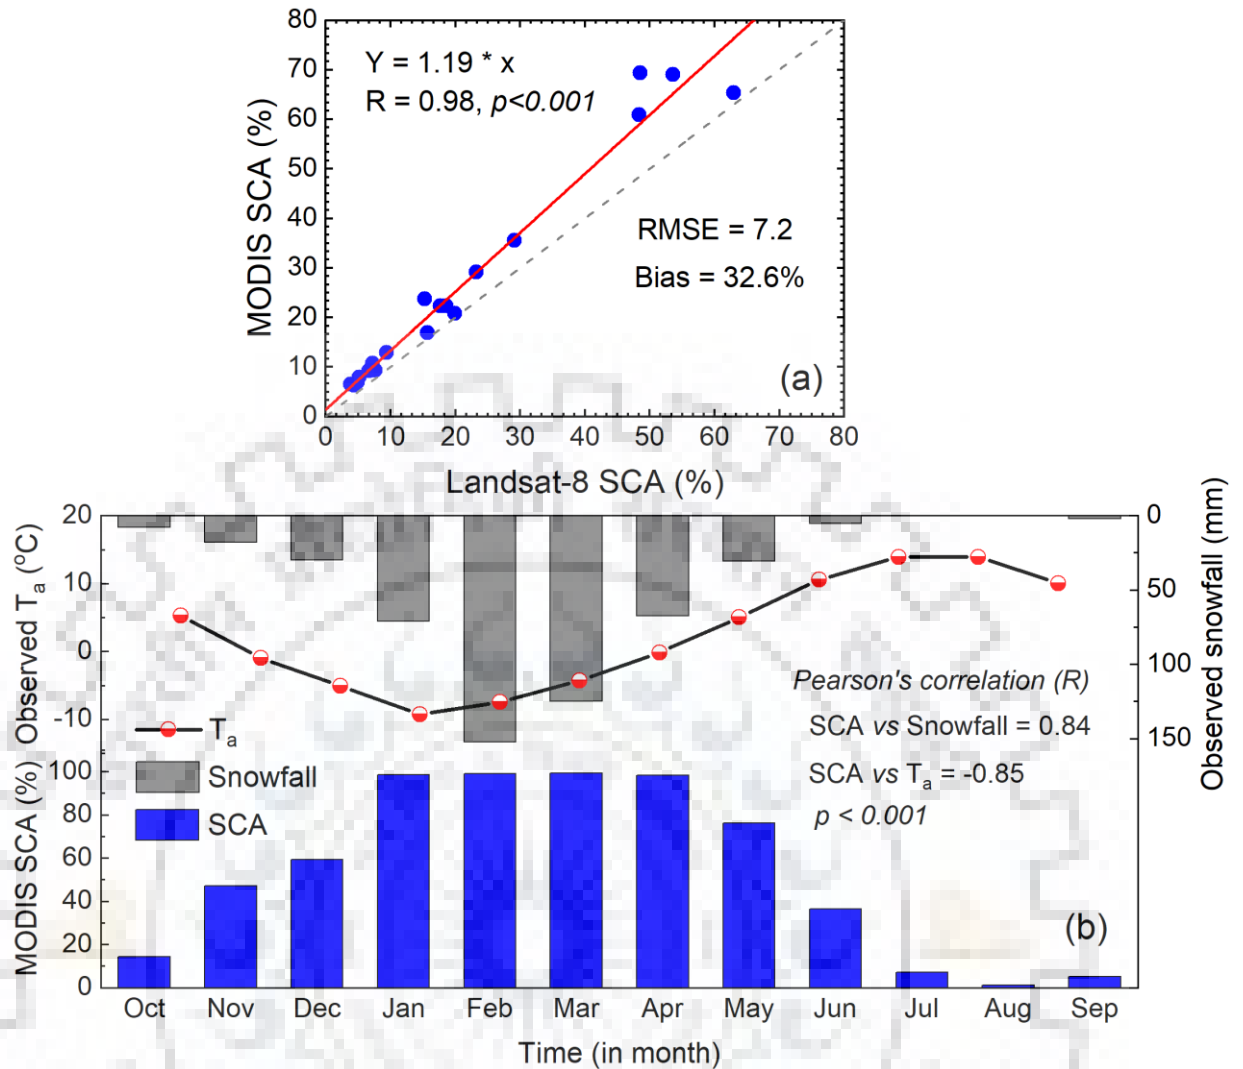 80
70
60
50
40
30
20
10
0
MODIS SCA (%)
Y = 1.19 * x
R = 0.98, p<0.001
RMSE = 7.2
Bias = 32.6%
(a)
0 10 20 30 40 50 60 70 80
Landsat-8 SCA (%)
20
10
0
-10
Observed Ta (°C)
100
80
60
40
20
0
MODIS SCA (%)
0
50
100
150
Observed snowfall (mm)
Ta
Snowfall
SCA
Pearson's correlation (R)
SCA vs Snowfall = 0.84
SCA vs Ta = -0.85
p < 0.001
(b)
Oct Nov Dec Jan Feb Mar Apr May Jun Jul Aug Sep
Time (in month)